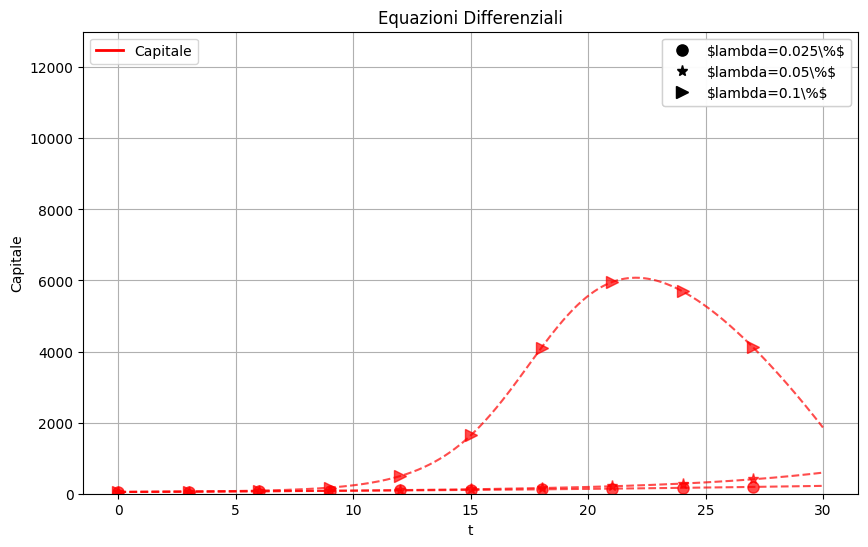 Equazioni Differenziali
Capitale
$lambda=0.025\%$
$lambda=0.05\%$
$lambda=0.1\%$
Capitale
12000
10000
8000
6000
4000
2000
0
0 5 10 15 20 25 30
t